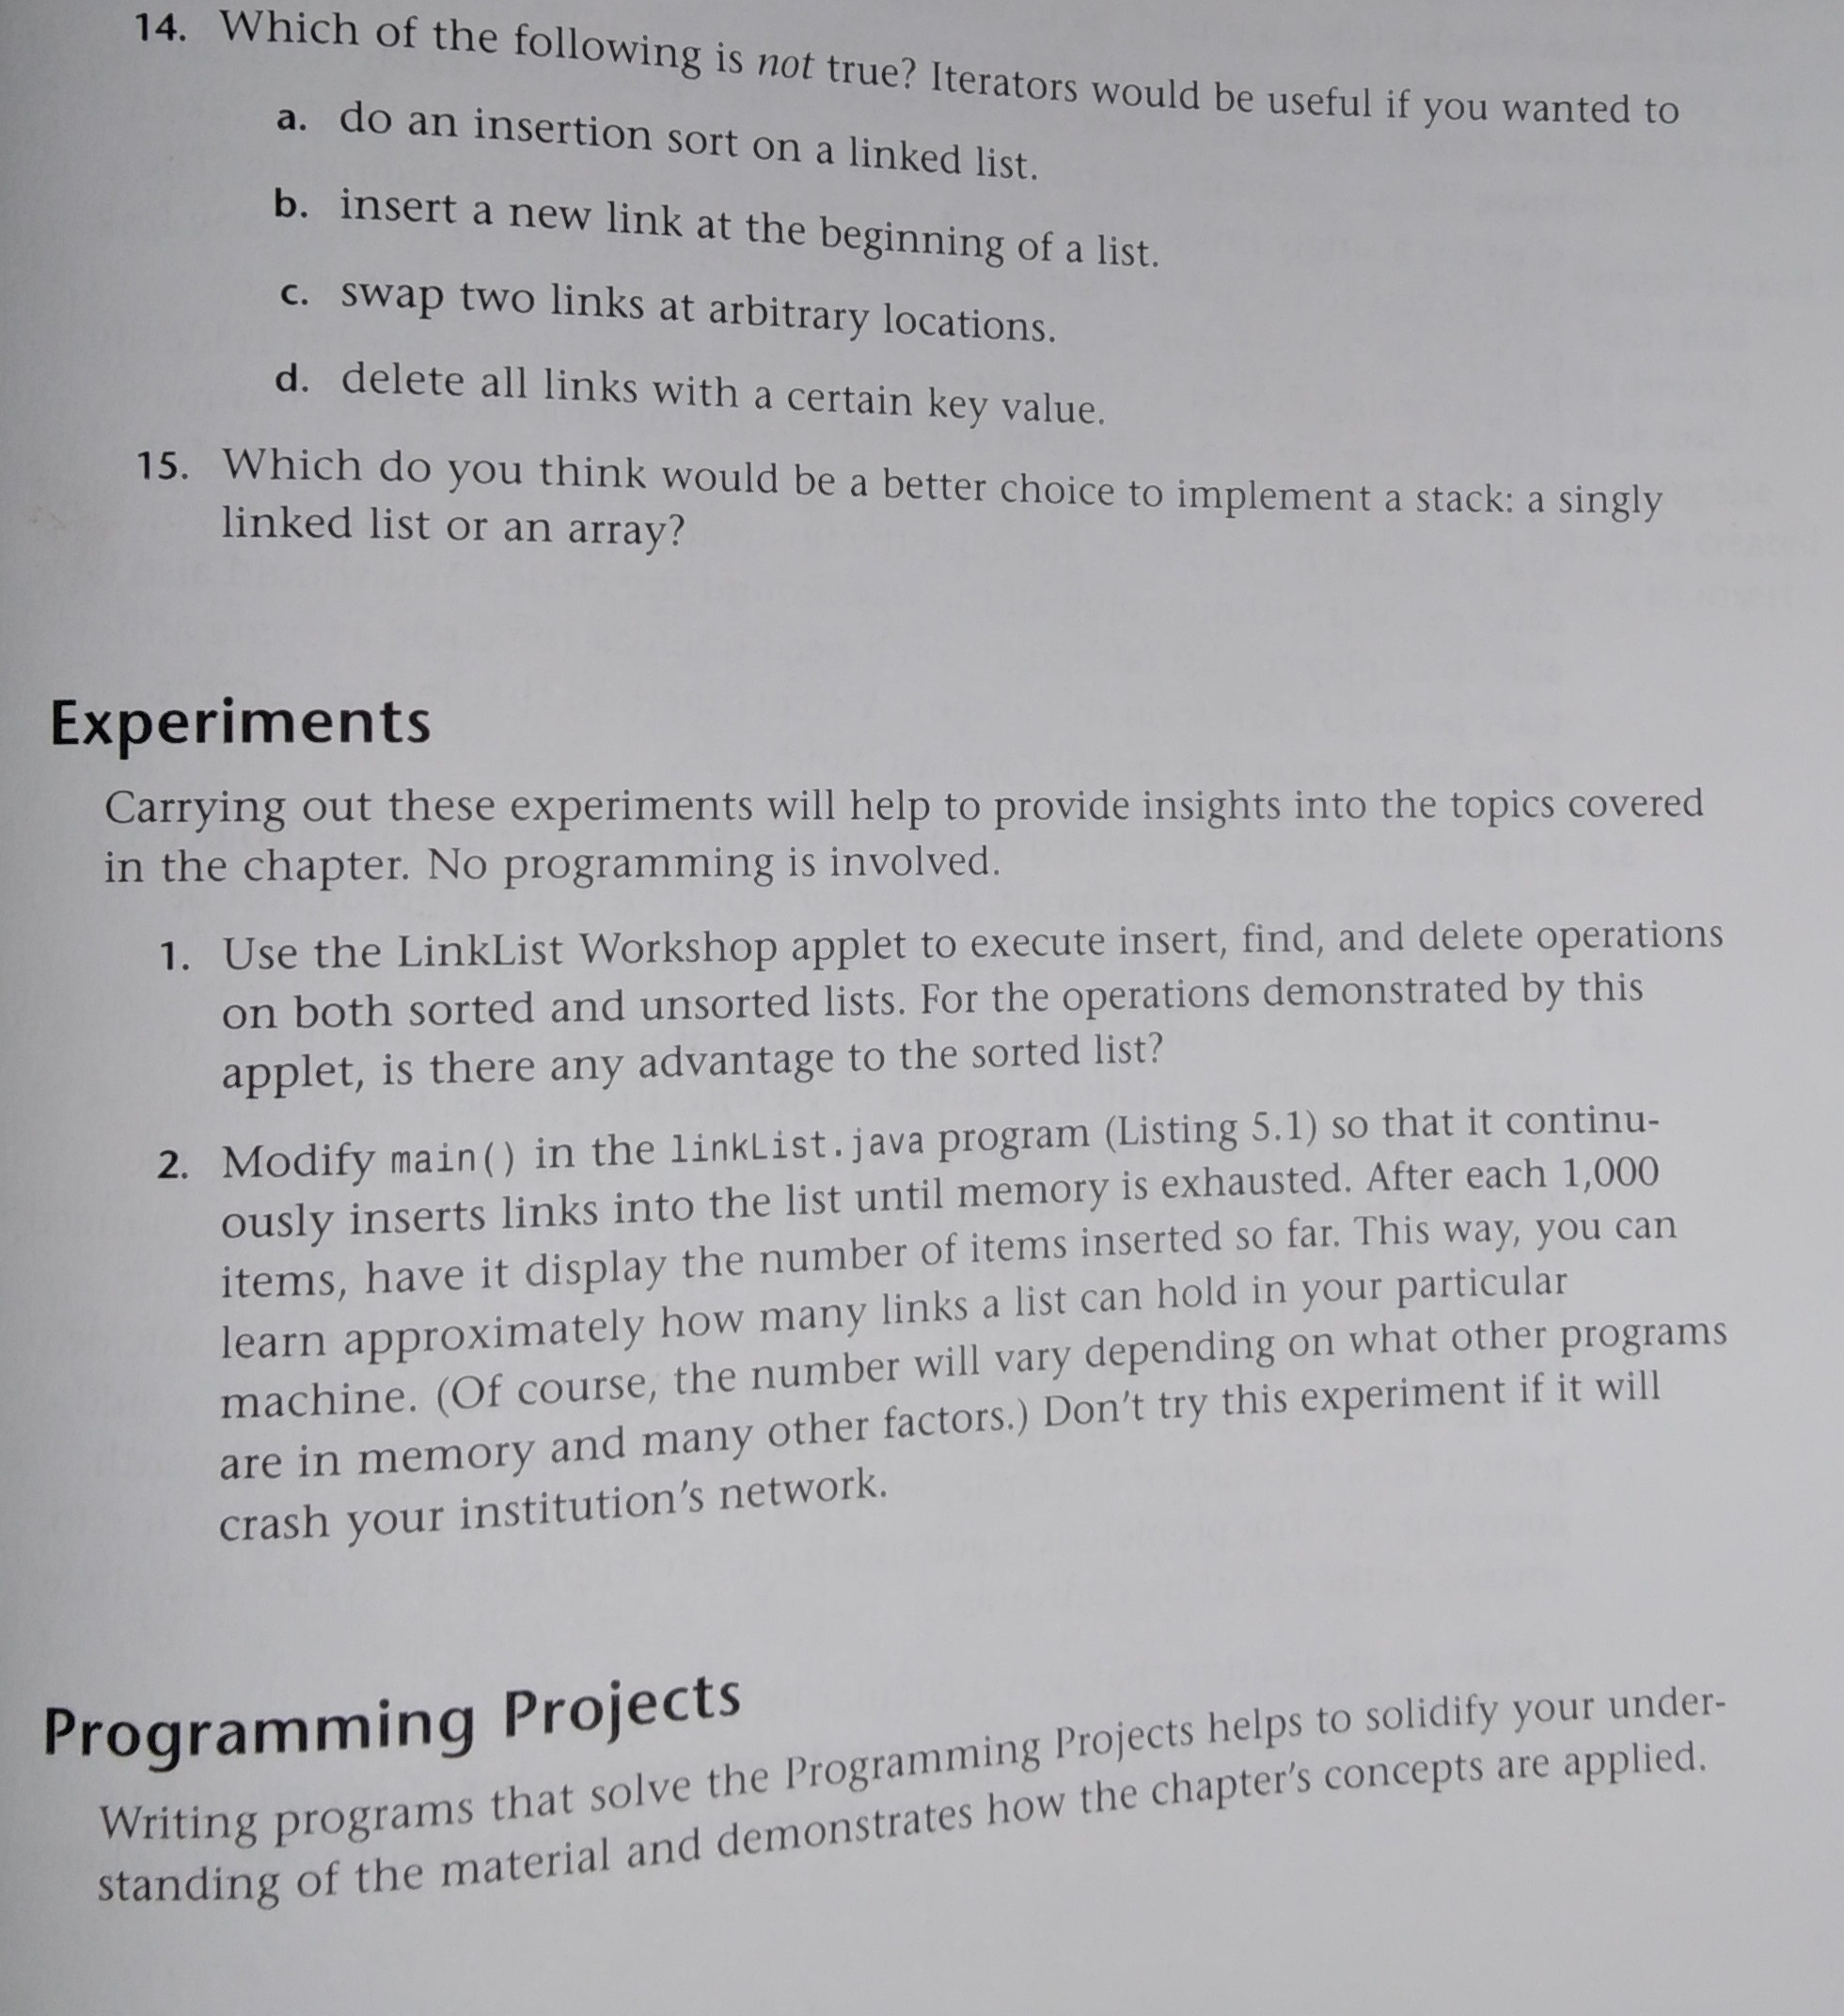 14. Which of the following is not true? Iterators would be useful if you wanted to
a. do an insertion sort on a linked list.
b. insert a new link at the beginning of a list.
c. swap two links at arbitrary locations.
d. delete all links with a certain key value.
15. Which do you think would be a better choice to implement a stack: a singly
linked list or an array?
Experiments
Carrying out these experiments will help to provide insights into the topics covered
in the chapter. No programming is involved.
1. Use the LinkList Workshop applet to execute insert, find, and delete operations
on both sorted and unsorted lists. For the operations demonstrated by this
applet, is there any advantage to the sorted list?
2. Modify main() in the linkList.java program (Listing 5.1) so that it continu-
ously inserts links into the list until memory is exhausted. After each 1,000
items, have it display the number of items inserted so far. This way, you can
learn approximately how many links a list can hold in your particular
machine. (Of course, the number will vary depending on what other programs
are in memory and many other factors.) Don't try this experiment if it will
crash your institution's network.
Programming Projects
Writing programs that solve the Programming Projects helps to solidify your under-
standing of the material and demonstrates how the chapter's concepts are applied.